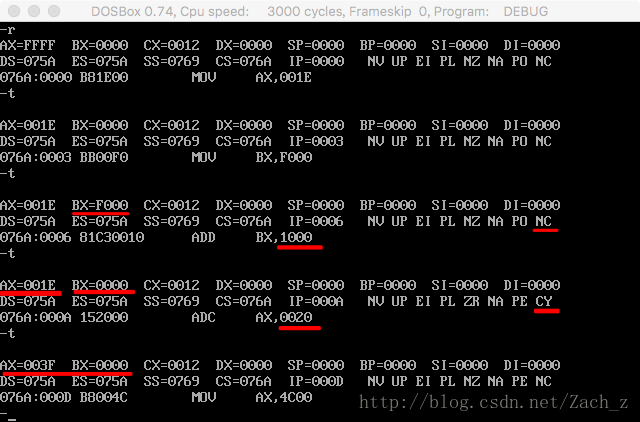 DOSBox 0.74, Cpu speed: 3000 cycles, Frameskip 0, Program: DEBUG
-r
AX=FFFF BX=0000 CX=0012 DX=0000 SP=0000 BP=0000 SI=0000 DI=0000
DS=075A ES=075A SS=0769 CS=076A IP=0000 NV UP EI PL NZ NA PO NC
076A:0000 B81E00 MOV AX,001E
-t
AX=001E BX=0000 CX=0012 DX=0000 SP=0000 BP=0000 SI=0000 DI=0000
DS=075A ES=075A SS=0769 CS=076A IP=0003 NV UP EI PL NZ NA PO NC
076A:0003 BB00F0 MOV BX,F000
-t
AX=001E BX=F000 CX=0012 DX=0000 SP=0000 BP=0000 SI=0000 DI=0000
DS=075A ES=075A SS=0769 CS=076A IP=0006 NV UP EI PL NZ NA PO NC
076A:0006 81C30010 ADD BX,1000
-t
AX=001E BX=0000 CX=0012 DX=0000 SP=0000 BP=0000 SI=0000 DI=0000
DS=075A ES=075A SS=0769 CS=076A IP=000A NV UP EI PL ZR NA PE CY
076A:000A 152000 ADC AX,0020
-t
AX=003F BX=0000 CX=0012 DX=0000 SP=0000 BP=0000 SI=0000 DI=0000
DS=075A ES=075A SS=0769 CS=076A IP=000D NV UP EI PL NZ NA PE NC
076A:000D B8004C MOV AX,4C00
-_
http://blog.csdn.net/Zach_z